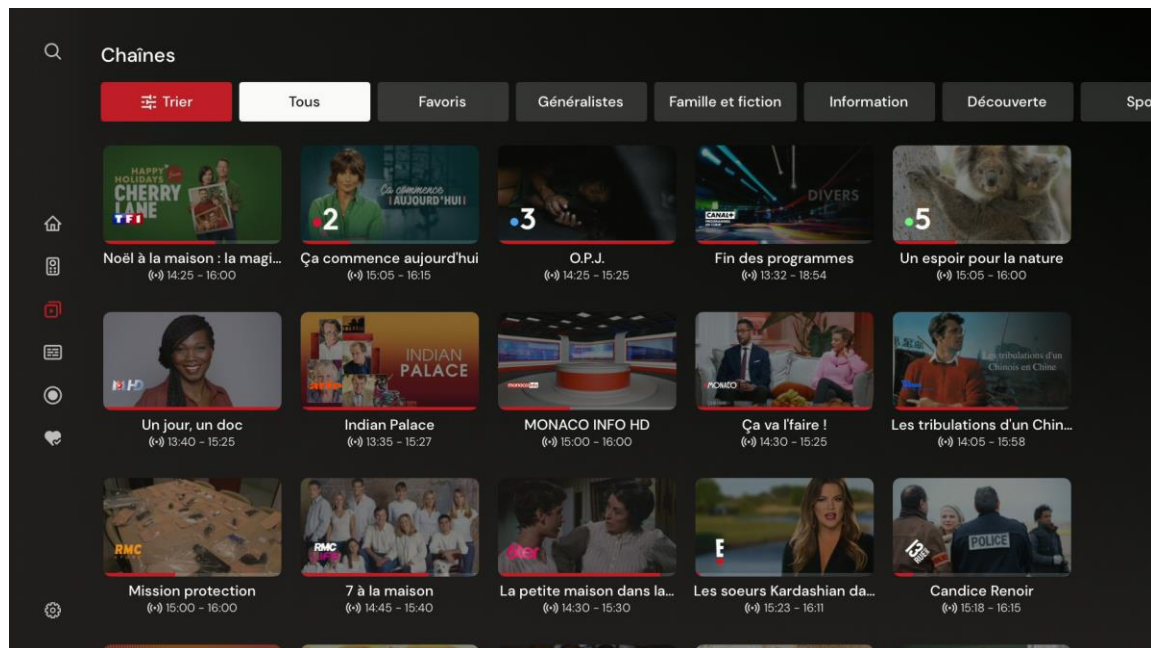 Chaînes
Trier
Tous
Favoris
Généralistes
Famille et fiction
Information
Découverte
Spo
HAPPY
HOLIDAYS from
CHERRY
LANE
TF1
2
Ça commence
AUJOURD'HUI
3
CANAL+
DIVERS
5
Noël à la maison : la magi...
14:25 - 16:00
Ça commence aujourd'hui
15:05 - 16:15
O.P.J.
14:25 - 15:25
Fin des programmes
13:32 - 18:54
Un espoir pour la nature
15:05 - 16:00
HD
arte
INDIAN
PALACE
MONACO
Les tribulations d'un
Chinois en Chine
Un jour, un doc
13:40 - 15:25
Indian Palace
13:35 - 15:27
MONACO INFO HD
15:00 - 16:00
Ça va l'faire !
14:30 - 15:25
Les tribulations d'un Chin...
14:05 - 15:58
RMC
RMC
LIFE
téva
E
13
RUE
POLICE
Mission protection
15:00 - 16:00
7 à la maison
14:45 - 15:40
La petite maison dans la...
14:30 - 15:30
Les soeurs Kardashian da...
15:23 - 16:11
Candice Renoir
15:18 - 16:15